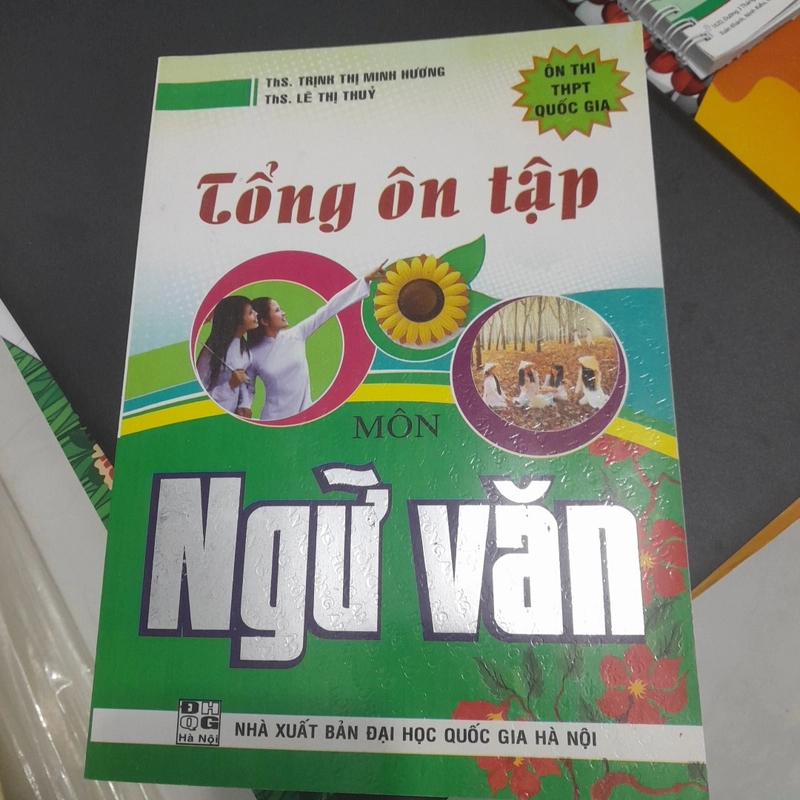 ThS. TRỊNH THỊ MINH HƯƠNG
ThS. LÊ THỊ THUỶ
ÔN THI
THPT
QUỐC GIA
Tổng ôn tập
MÔN
Ngữ văn
ĐH
QG
Hà Nội
NHÀ XUẤT BẢN ĐẠI HỌC QUỐC GIA HÀ NỘI